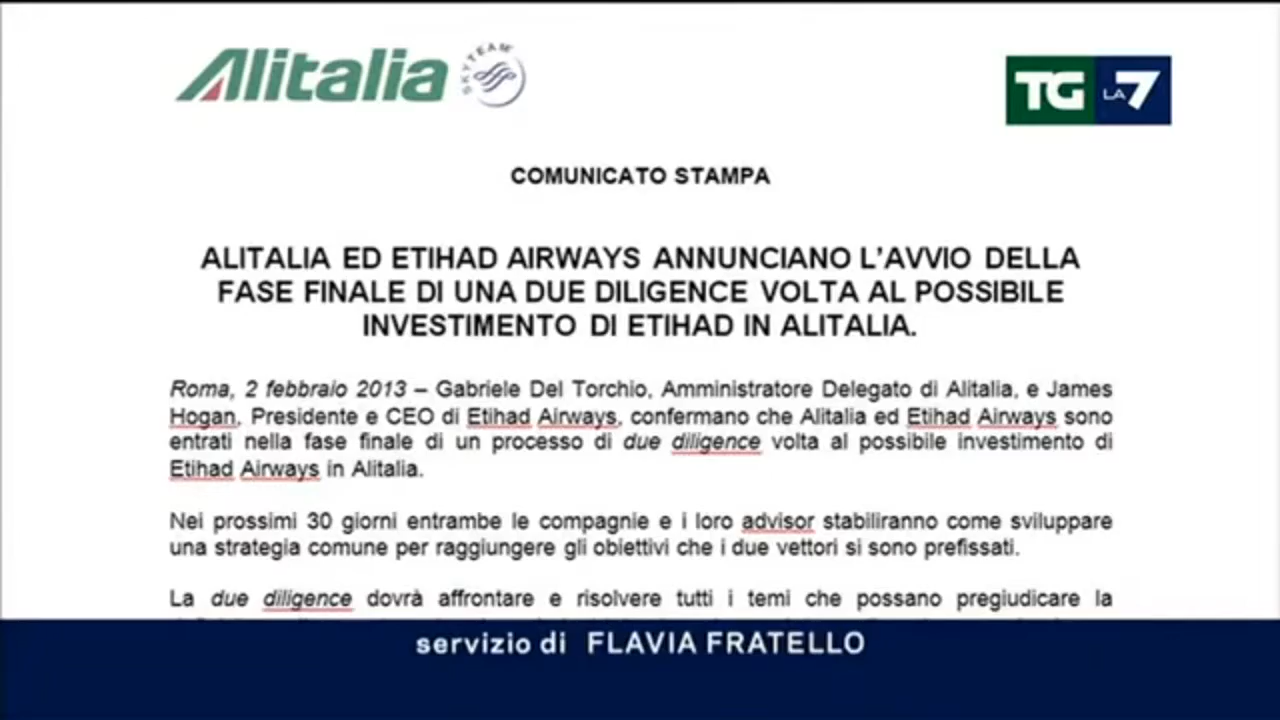 Alitalia SKYTEAM
TG LA 7
COMUNICATO STAMPA
ALITALIA ED ETIHAD AIRWAYS ANNUNCIANO L'AVVIO DELLA
FASE FINALE DI UNA DUE DILIGENCE VOLTA AL POSSIBILE
INVESTIMENTO DI ETIHAD IN ALITALIA.
Roma, 2 febbraio 2013 – Gabriele Del Torchio, Amministratore Delegato di Alitalia, e James
Hogan, Presidente e CEO di Etihad Airways, confermano che Alitalia ed Etihad Airways sono
entrati nella fase finale di un processo di due diligence volta al possibile investimento di
Etihad Airways in Alitalia.
Nei prossimi 30 giorni entrambe le compagnie e i loro advisor stabiliranno come sviluppare
una strategia comune per raggiungere gli obiettivi che i due vettori si sono prefissati.
La due diligence dovrà affrontare e risolvere tutti i temi che possano pregiudicare la
servizio di FLAVIA FRATELLO